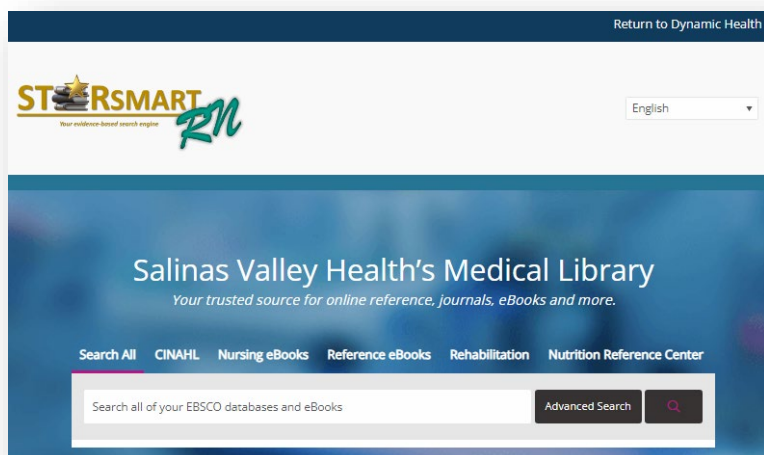 Return to Dynamic Health
STARSMART
RN
Your evidence-based search engine
English
Salinas Valley Health's Medical Library
Your trusted source for online reference, journals, eBooks and more.
Search All CINAHL Nursing eBooks Reference eBooks Rehabilitation Nutrition Reference Center
Search all of your EBSCO databases and eBooks Advanced Search